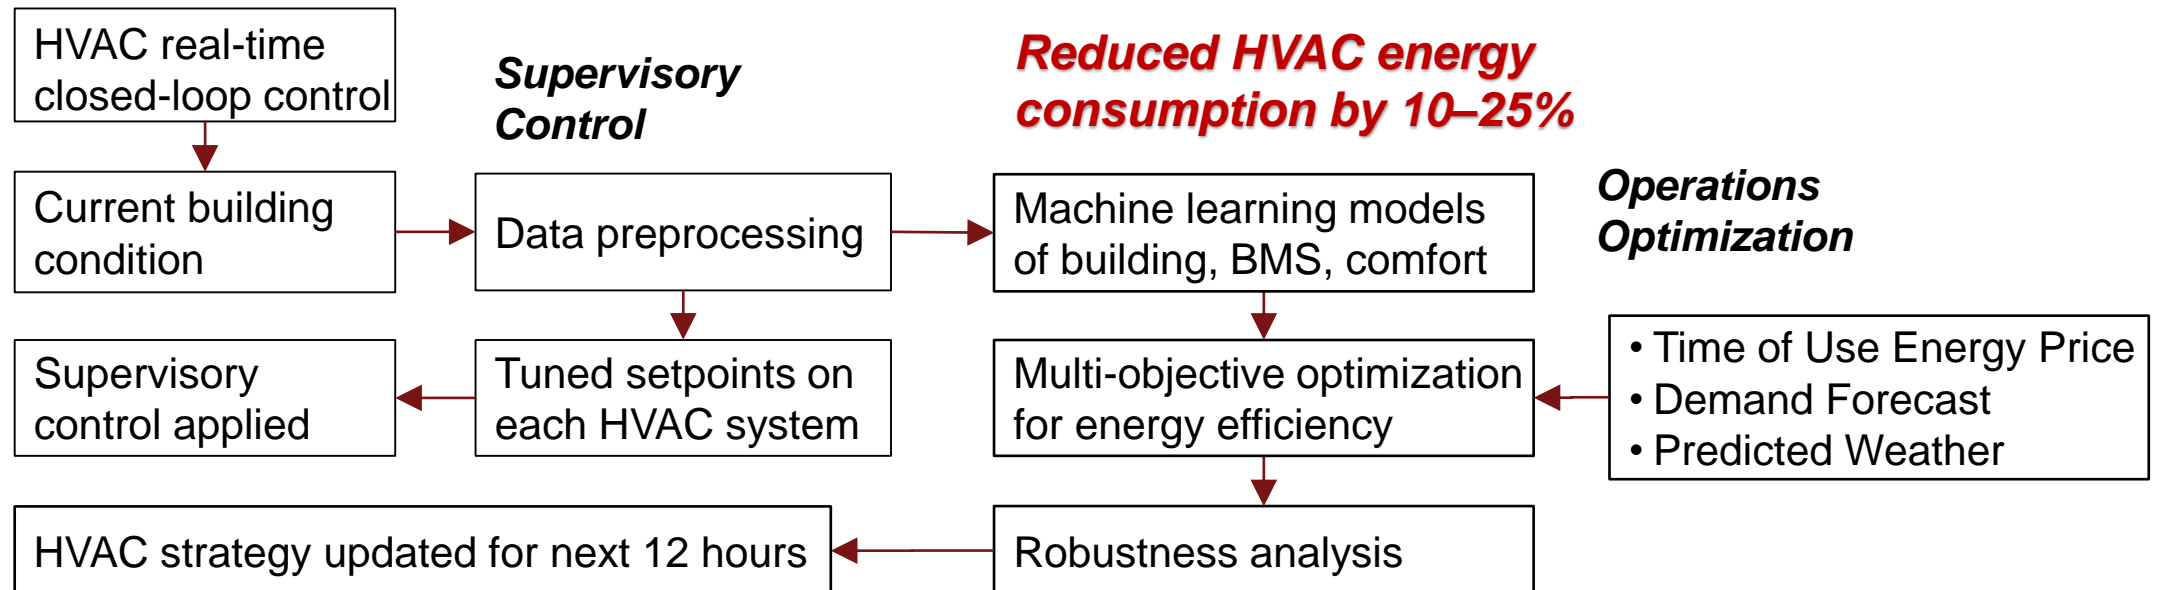 HVAC real-time
closed-loop control
Supervisory
Control
Reduced HVAC energy
consumption by 10–25%
Current building
condition
Data preprocessing
Machine learning models
of building, BMS, comfort
Operations
Optimization
Supervisory
control applied
Tuned setpoints on
each HVAC system
Multi-objective optimization
for energy efficiency
• Time of Use Energy Price
• Demand Forecast
• Predicted Weather
HVAC strategy updated for next 12 hours
Robustness analysis